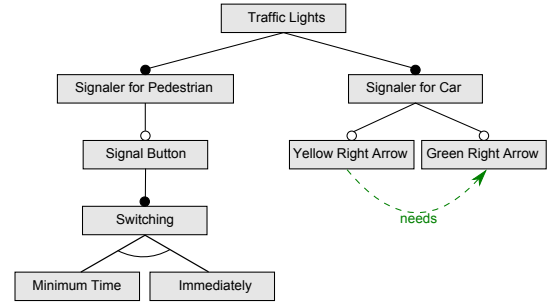 Traffic Lights
Signaler for Pedestrian
Signaler for Car
Signal Button
Yellow Right Arrow
Green Right Arrow
Switching
needs
Minimum Time
Immediately